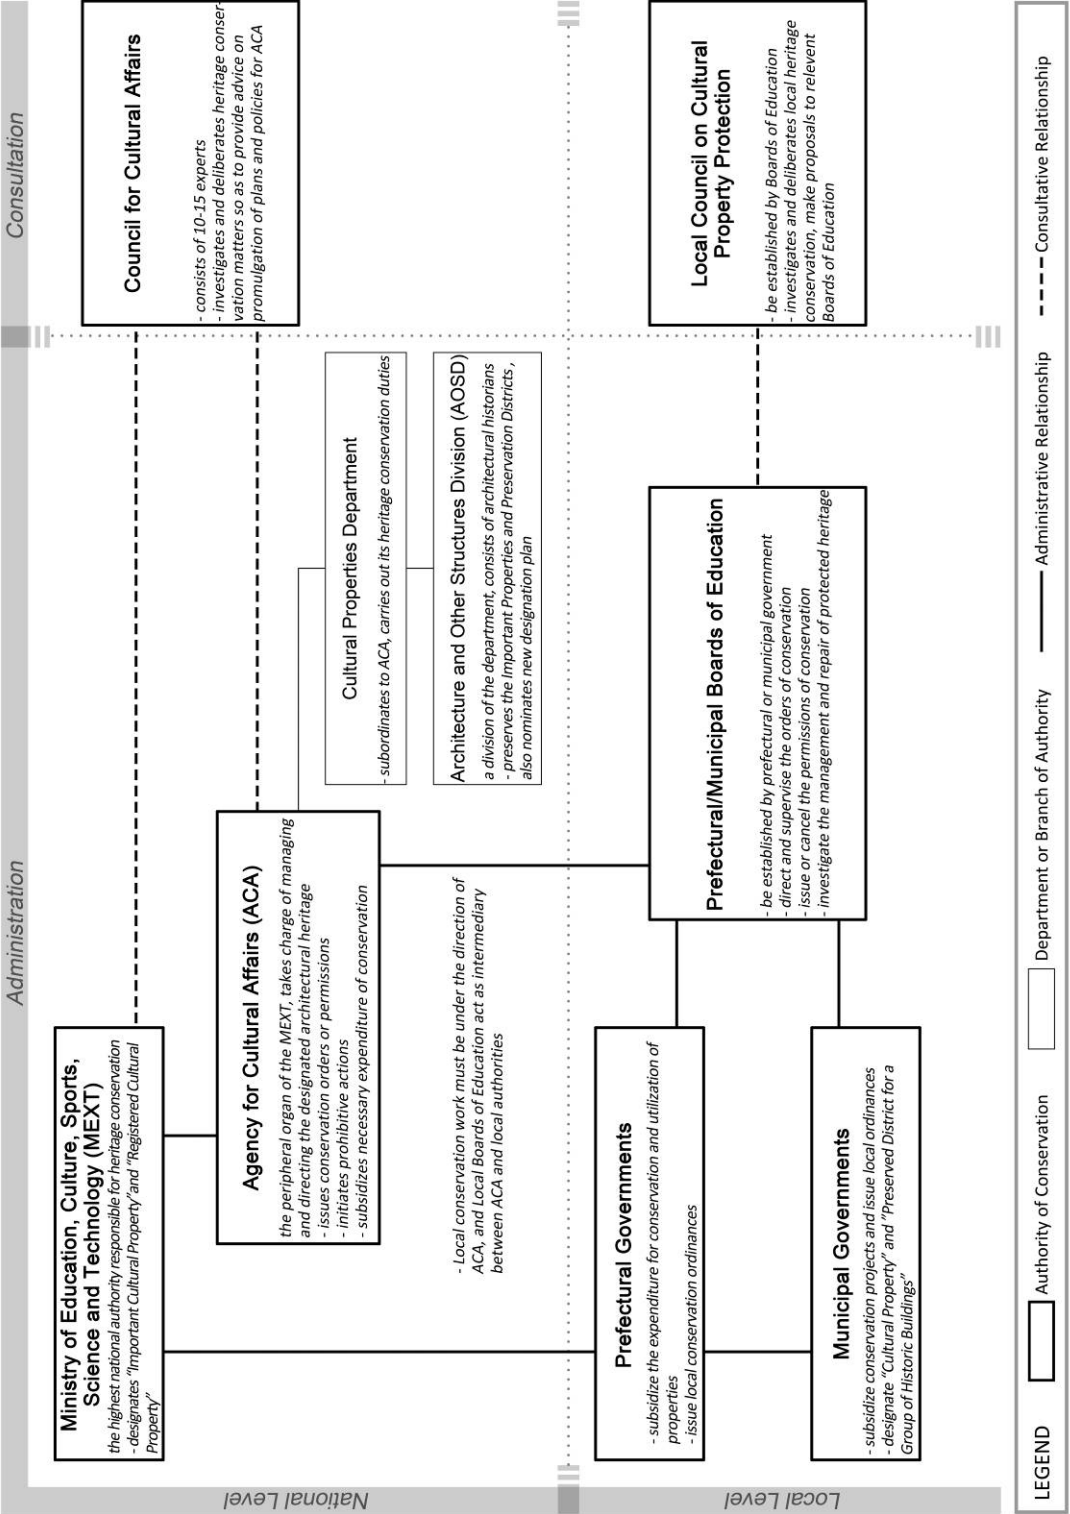 Administration
Consultation
National Level
Local Level
Ministry of Education, Culture, Sports,
Science and Technology (MEXT)
the highest national authority responsible for heritage conservation
- designates "Important Cultural Property"and "Registered Cultural
Property"
Council for Cultural Affairs
- consists of 10-15 experts
- investigates and deliberates heritage conser-
vation matters so as to provide advice on
promulgation of plans and policies for ACA
Agency for Cultural Affairs (ACA)
the peripheral organ of the MEXT, takes charge of managing
and directing the designated architectural heritage
- issues conservation orders or permissions
- initiates prohibitive actions
- subsidizes necessary expenditure of conservation
Cultural Properties Department
- subordinates to ACA, carries out its heritage conservation duties
Architecture and Other Structures Division (AOSD)
a division of the department, consists of architectural historians
- preserves the Important Properties and Preservation Districts ,
also nominates new designation plan
- Local conservation work must be under the direction of
ACA, and Local Boards of Education act as intermediary
between ACA and local authorities
Prefectural Governments
- subsidize the expenditure for conservation and utilization of
properties
- issue local conservation ordinances
Prefectural/Municipal Boards of Education
- be established by prefectural or municipal government
- direct and supervise the orders of conservation
- issue or cancel the permissions of conservation
- investigate the management and repair of protected heritage
Local Council on Cultural
Property Protection
- be established by Boards of Education
- investigates and deliberates local heritage
conservation, make proposals to relevent
Boards of Education
Municipal Governments
- subsidize conservation projects and issue local ordinances
- designate "Cultural Property" and "Preserved District for a
Group of Historic Buildings"
LEGEND
Authority of Conservation
Department or Branch of Authority
Administrative Relationship
Consultative Relationship